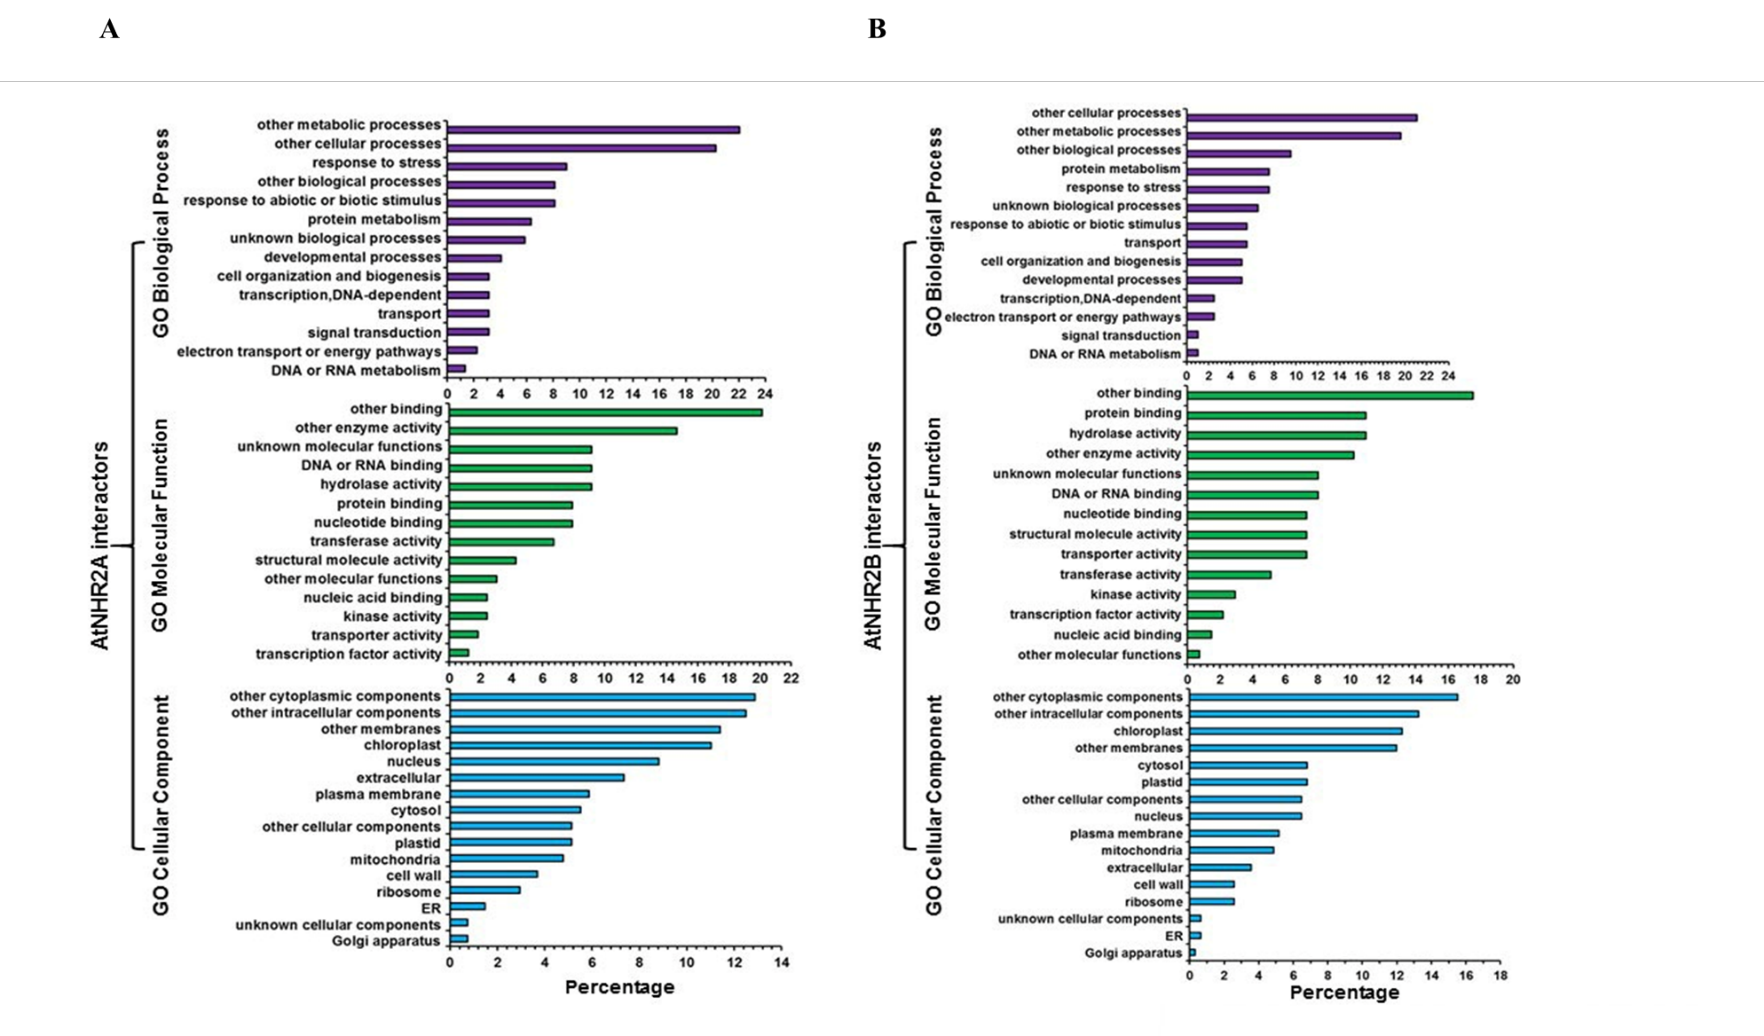 A
B
AtNHR2A interactors
GO Biological Process
other metabolic processes
other cellular processes
response to stress
other biological processes
response to abiotic or biotic stimulus
protein metabolism
unknown biological processes
developmental processes
cell organization and biogenesis
transcription,DNA-dependent
transport
signal transduction
electron transport or energy pathways
DNA or RNA metabolism
0 2 4 6 8 10 12 14 16 18 20 22 24
GO Molecular Function
other binding
other enzyme activity
unknown molecular functions
DNA or RNA binding
hydrolase activity
protein binding
nucleotide binding
transferase activity
structural molecule activity
other molecular functions
nucleic acid binding
kinase activity
transporter activity
transcription factor activity
0 2 4 6 8 10 12 14 16 18 20 22
GO Cellular Component
other cytoplasmic components
other intracellular components
other membranes
chloroplast
nucleus
extracellular
plasma membrane
cytosol
other cellular components
plastid
mitochondria
cell wall
ribosome
ER
unknown cellular components
Golgi apparatus
0 2 4 6 8 10 12 14
Percentage
AtNHR2B interactors
GO Biological Process
other cellular processes
other metabolic processes
other biological processes
protein metabolism
response to stress
unknown biological processes
response to abiotic or biotic stimulus
transport
cell organization and biogenesis
developmental processes
transcription,DNA-dependent
electron transport or energy pathways
signal transduction
DNA or RNA metabolism
0 2 4 6 8 10 12 14 16 18 20 22 24
GO Molecular Function
other binding
protein binding
hydrolase activity
other enzyme activity
unknown molecular functions
DNA or RNA binding
nucleotide binding
structural molecule activity
transporter activity
transferase activity
kinase activity
transcription factor activity
nucleic acid binding
other molecular functions
0 2 4 6 8 10 12 14 16 18 20
GO Cellular Component
other cytoplasmic components
other intracellular components
chloroplast
other membranes
cytosol
plastid
other cellular components
nucleus
plasma membrane
mitochondria
extracellular
cell wall
ribosome
unknown cellular components
ER
Golgi apparatus
0 2 4 6 8 10 12 14 16 18
Percentage